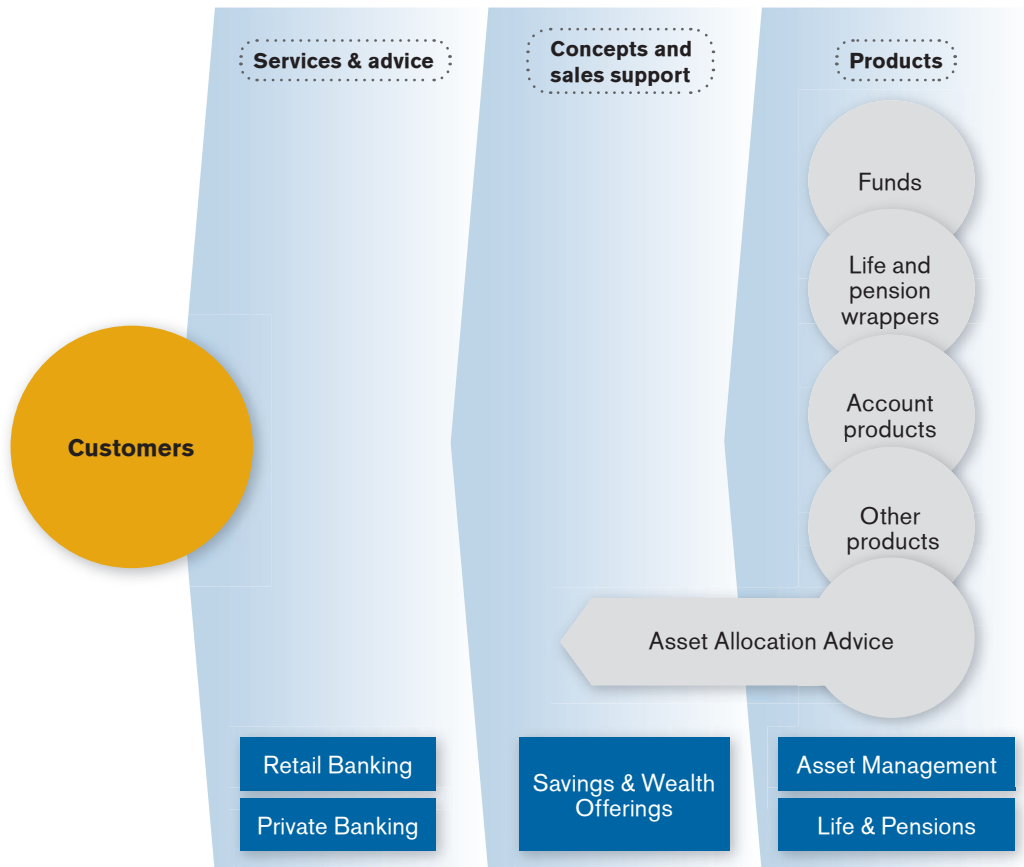 Services & advice
Concepts and
sales support
Products
Funds
Life and
pension
wrappers
Account
products
Customers
Other
products
Asset Allocation Advice
Retail Banking
Private Banking
Savings & Wealth
Offerings
Asset Management
Life & Pensions